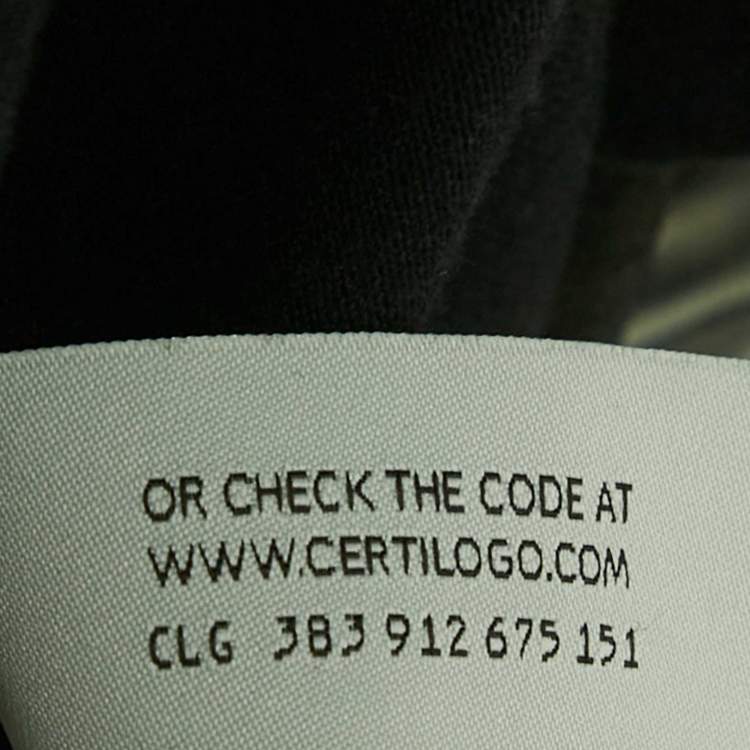 OR CHECK THE CODE AT
WWW.CERTILOGO.COM
CLG 383 912 675 151